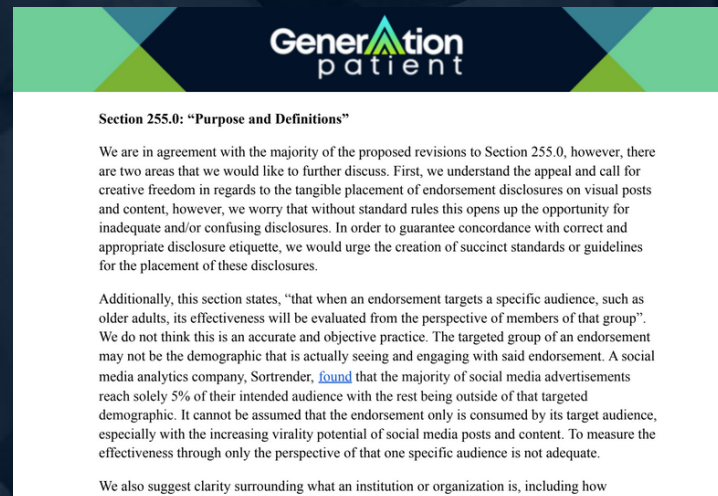 GenerAtion
patient
Section 255.0: “Purpose and Definitions”
We are in agreement with the majority of the proposed revisions to Section 255.0, however, there
are two areas that we would like to further discuss. First, we understand the appeal and call for
creative freedom in regards to the tangible placement of endorsement disclosures on visual posts
and content, however, we worry that without standard rules this opens up the opportunity for
inadequate and/or confusing disclosures. In order to guarantee concordance with correct and
appropriate disclosure etiquette, we would urge the creation of succinct standards or guidelines
for the placement of these disclosures.
Additionally, this section states, “that when an endorsement targets a specific audience, such as
older adults, its effectiveness will be evaluated from the perspective of members of that group”.
We do not think this is an accurate and objective practice. The targeted group of an endorsement
may not be the demographic that is actually seeing and engaging with said endorsement. A social
media analytics company, Sortrender, found that the majority of social media advertisements
reach solely 5% of their intended audience with the rest being outside of that targeted
demographic. It cannot be assumed that the endorsement only is consumed by its target audience,
especially with the increasing virality potential of social media posts and content. To measure the
effectiveness through only the perspective of that one specific audience is not adequate.
We also suggest clarity surrounding what an institution or organization is, including how